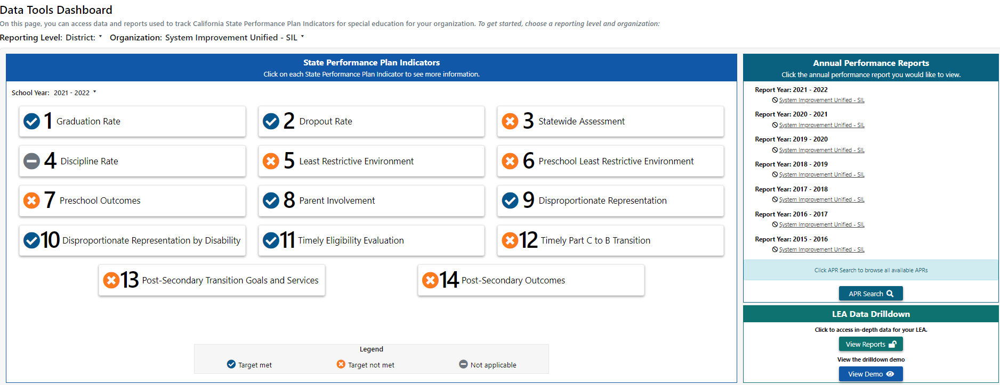 Data Tools Dashboard
On this page, you can access data and reports used to track California State Performance Plan Indicators for special education for your organization. To get started, choose a reporting level and organization:
Reporting Level: District: Organization: System Improvement Unified - SIL
State Performance Plan Indicators
Click on each State Performance Plan Indicator to see more information.
School Year: 2021 - 2022
1 Graduation Rate
2 Dropout Rate
3 Statewide Assessment
4 Discipline Rate
5 Least Restrictive Environment
6 Preschool Least Restrictive Environment
7 Preschool Outcomes
8 Parent Involvement
9 Disproportionate Representation
10 Disproportionate Representation by Disability
11 Timely Eligibility Evaluation
12 Timely Part C to B Transition
13 Post-Secondary Transition Goals and Services
14 Post-Secondary Outcomes
Legend
Target met
Target not met
Not applicable
Annual Performance Reports
Click the annual performance report you would like to view.
Report Year: 2021 - 2022
System Improvement Unified - SIL
Report Year: 2020 - 2021
System Improvement Unified - SIL
Report Year: 2019 - 2020
System Improvement Unified - SIL
Report Year: 2018 - 2019
System Improvement Unified - SIL
Report Year: 2017 - 2018
System Improvement Unified - SIL
Report Year: 2016 - 2017
System Improvement Unified - SIL
Report Year: 2015 - 2016
System Improvement Unified - SIL
Click APR Search to browse all available APRs
APR Search
LEA Data Drilldown
Click to access in-depth data for your LEA.
View Reports
View the drilldown demo
View Demo